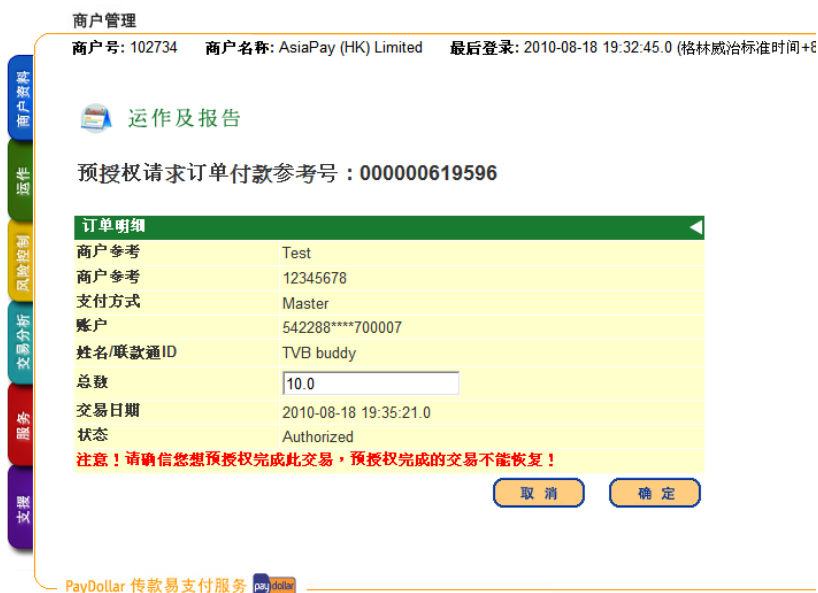 商户管理
商户号: 102734 商户名称: AsiaPay (HK) Limited 最后登录: 2010-08-18 19:32:45.0 (格林威治标准时间+8
商户资料
运作
风险控制
交易分析
服务
支援
运作及报告
预授权请求订单付款参考号：000000619596
订单明细
商户参考 Test
商户参考 12345678
支付方式 Master
账户 542288****700007
姓名/联款通ID TVB buddy
总数 10.0
交易日期 2010-08-18 19:35:21.0
状态 Authorized
注意！请确信您想预授权完成此交易，预授权完成的交易不能恢复！
取消 确定
PayDollar 传款易支付服务 paydollar